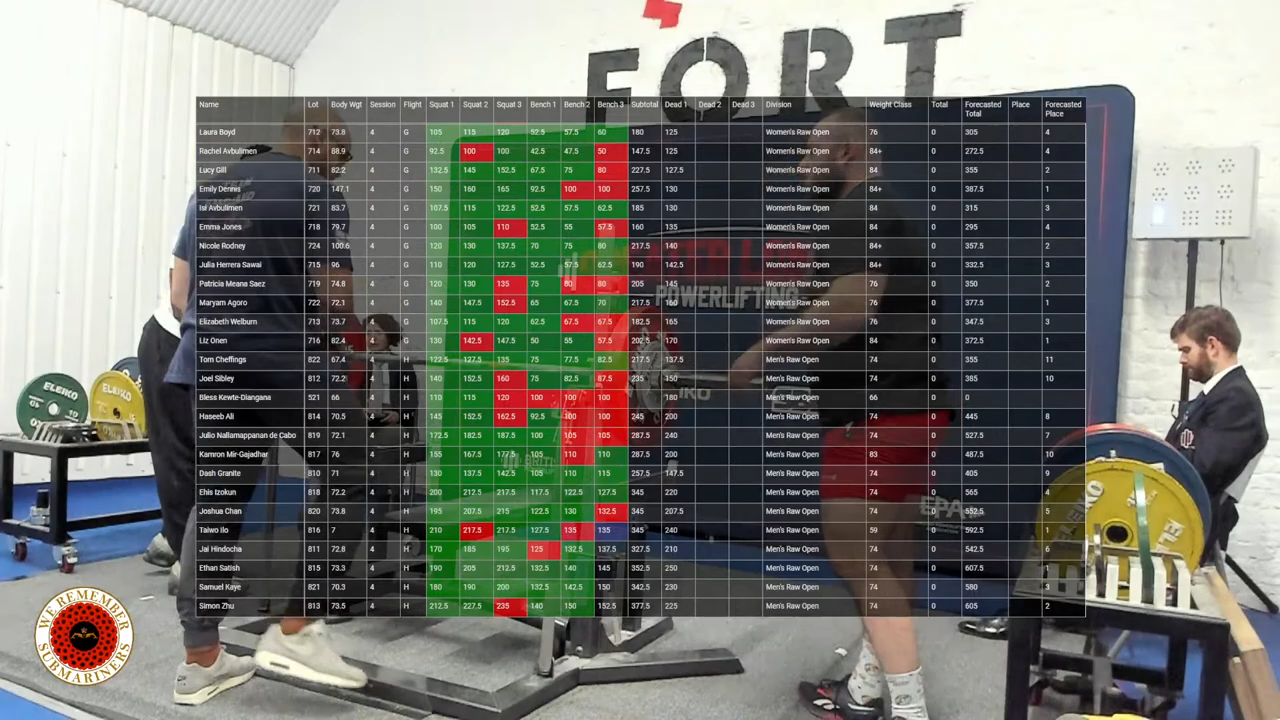 FORT
Name Lot Body Wgt Session Flight Squat 1 Squat 2 Squat 3 Bench 1 Bench 2 Bench 3 Subtotal Dead 1 Dead 2 Dead 3 Division Weight Class Total Forecasted Total Place Forecasted Place
Laura Boyd 712 73.8 4 G 105 115 120 52.5 57.5 60 180 125 Women's Raw Open 76 0 305 4
Rachel Avbulimen 714 88.9 4 G 92.5 100 100 42.5 47.5 50 147.5 125 Women's Raw Open 84+ 0 272.5 4
Lucy Gill 711 82.2 4 G 132.5 145 152.5 67.5 75 80 227.5 127.5 Women's Raw Open 84 0 355 2
Emily Dennis 720 147.1 4 G 150 160 165 92.5 100 100 257.5 130 Women's Raw Open 84+ 0 387.5 1
Isi Avbulimen 721 83.7 4 G 107.5 115 122.5 52.5 57.5 62.5 185 130 Women's Raw Open 84 0 315 3
Emma Jones 718 79.7 4 G 100 105 110 52.5 55 57.5 160 135 Women's Raw Open 84 0 295 4
Nicole Rodney 724 100.6 4 G 120 130 137.5 70 75 80 217.5 140 Women's Raw Open 84+ 0 357.5 2
Julia Herrera Sawai 715 96 4 G 110 120 127.5 52.5 57.5 62.5 190 142.5 Women's Raw Open 84+ 0 332.5 3
Patricia Meana Saez 719 74.8 4 G 120 130 135 75 80 80 205 145 Women's Raw Open 76 0 350 2
Maryam Agoro 722 72.1 4 G 140 147.5 152.5 65 67.5 70 217.5 160 Women's Raw Open 76 0 377.5 1
Elizabeth Welburn 713 73.7 4 G 107.5 115 120 62.5 67.5 67.5 182.5 165 Women's Raw Open 76 0 347.5 3
Liz Onen 716 82.4 4 G 130 142.5 147.5 50 55 57.5 202.5 170 Women's Raw Open 84 0 372.5 1
Tom Cheffings 822 67.4 4 H 122.5 127.5 135 75 77.5 82.5 217.5 137.5 Men's Raw Open 74 0 355 11
Joel Sibley 812 72.2 4 H 140 152.5 160 75 82.5 87.5 235 150 Men's Raw Open 74 0 385 10
Bless Kewte-Diangana 521 66 4 H 110 115 120 100 100 100 180 Men's Raw Open 66 0 0
Haseeb Ali 814 70.5 4 H 145 152.5 162.5 92.5 100 100 245 200 Men's Raw Open 74 0 445 8
Julio Nallamappanan de Cabo 819 72.1 4 H 172.5 182.5 187.5 100 105 105 287.5 240 Men's Raw Open 74 0 527.5 7
Kamron Mir-Gajadhar 817 76 4 H 155 167.5 177.5 105 110 110 287.5 200 Men's Raw Open 83 0 487.5 10
Dash Granite 810 71 4 H 130 137.5 142.5 105 110 115 257.5 147.5 Men's Raw Open 74 0 405 9
Ehis Izokun 818 72.2 4 H 200 212.5 217.5 117.5 122.5 127.5 345 220 Men's Raw Open 74 0 565 4
Joshua Chan 820 73.8 4 H 195 207.5 215 122.5 130 132.5 345 207.5 Men's Raw Open 74 0 552.5 5
Taiwo Ilo 816 7 4 H 210 217.5 217.5 127.5 135 135 345 240 Men's Raw Open 59 0 592.5 1
Jai Hindocha 811 72.8 4 H 170 185 195 125 132.5 137.5 327.5 210 Men's Raw Open 74 0 542.5 6
Ethan Satish 815 73.3 4 H 190 205 212.5 132.5 140 145 352.5 250 Men's Raw Open 74 0 607.5 1
Samuel Kaye 821 70.3 4 H 180 190 200 132.5 142.5 150 342.5 230 Men's Raw Open 74 0 580 3
Simon Zhu 813 73.5 4 H 212.5 227.5 235 140 150 152.5 377.5 225 Men's Raw Open 74 0 605 2
POWERLIFTING
ELEIKO
ELEIKO
WE REMEMBER
SUBMARINERS